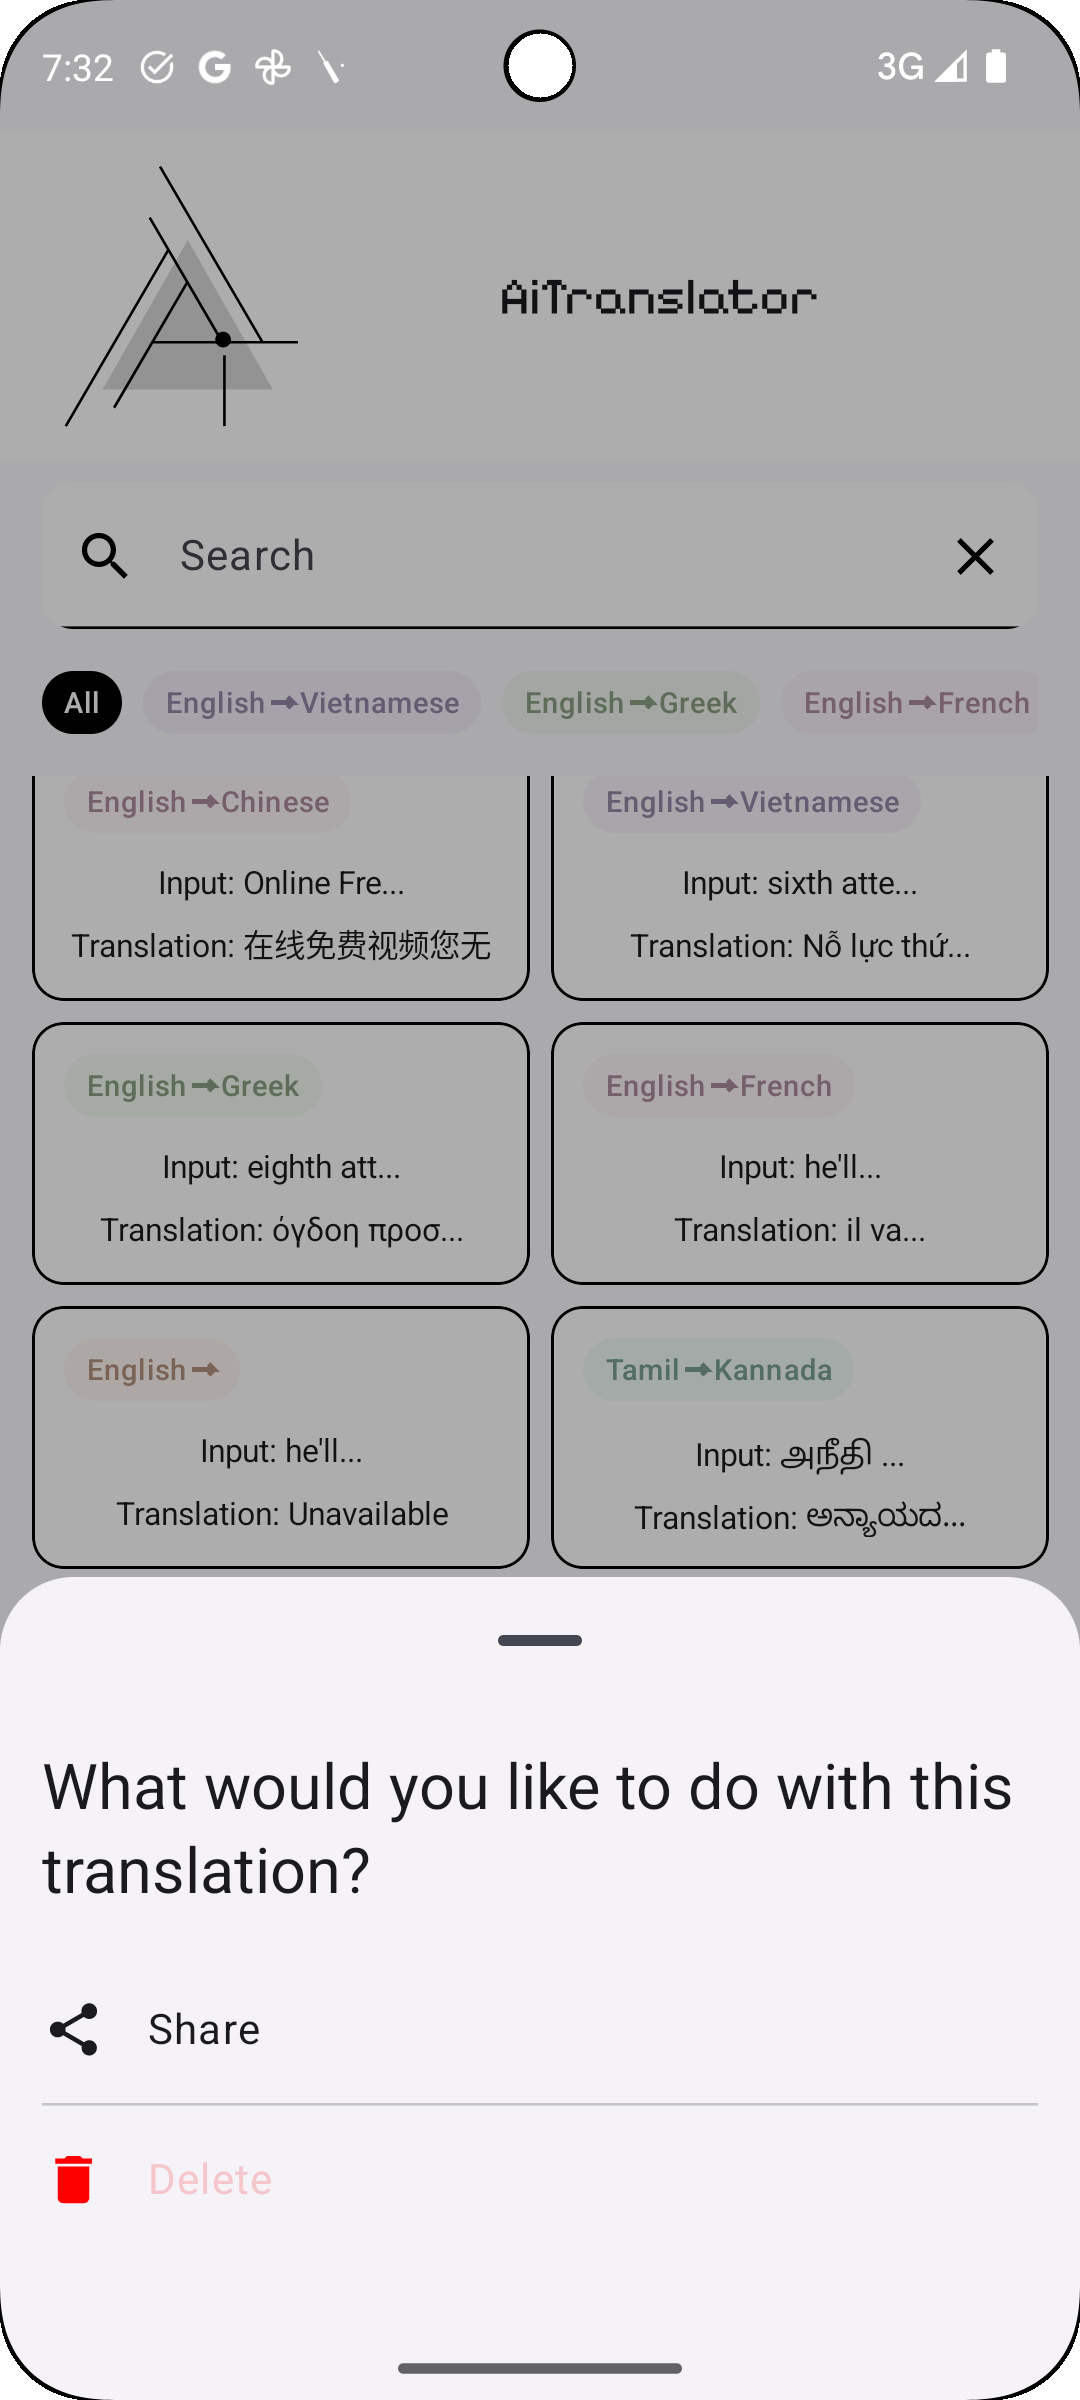 7:32
3G
AiTranslator
Search
All
English Vietnamese
English Greek
English French
English Chinese
Input: Online Fre...
Translation: 在线免费视频您无
English Vietnamese
Input: sixth atte...
Translation: Nỗ lực thứ...
English Greek
Input: eighth att...
Translation: όγδοη προσ...
English French
Input: he'll...
Translation: il va...
English
Input: he'll...
Translation: Unavailable
Tamil Kannada
Input: அநீதி ...
Translation: ಅನ್ಯಾಯದ...
What would you like to do with this
translation?
Share
Delete